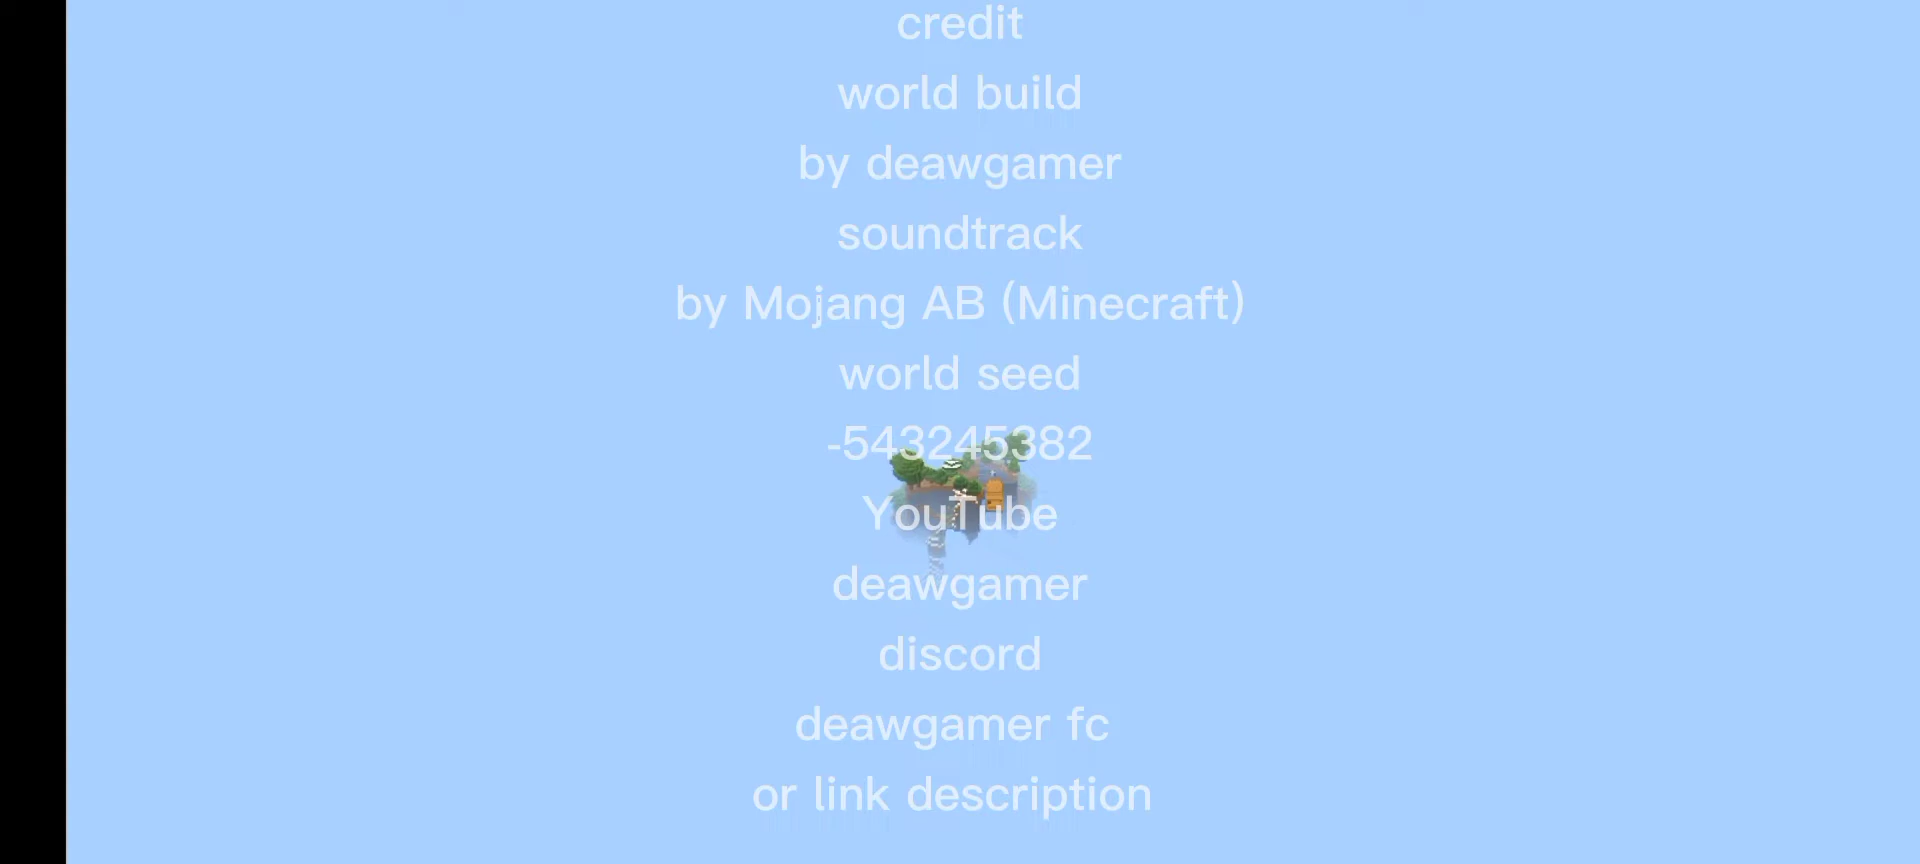 credit
world build
by deawgamer
soundtrack
by Mojang AB (Minecraft)
world seed
-543245382
YouTube
deawgamer
discord
deawgamer fc
or link description